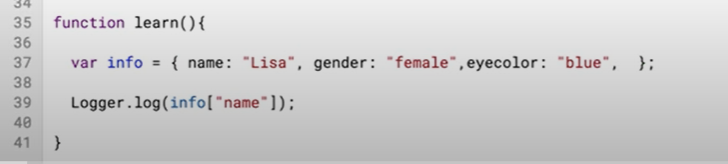 34
35 function learn(){
36
37 var info = { name: "Lisa", gender: "female",eyecolor: "blue",  };
38
39 Logger.log(info["name"]);
40
41 }